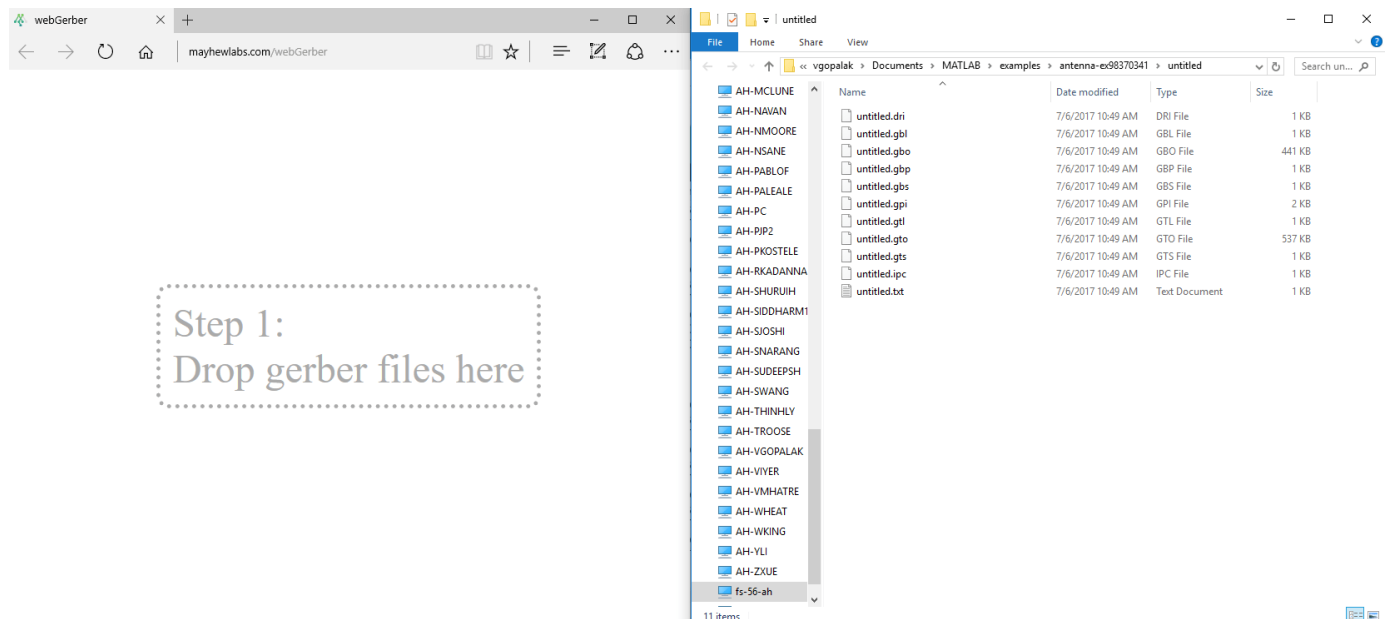 webGerber
mayhewlabs.com/webGerber
Step 1:
Drop gerber files here
untitled
File Home Share View
« vgopalak > Documents > MATLAB > examples > antenna-ex98370341 > untitled
Search un...
AH-MCLUNE
AH-NAVAN
AH-NMOORE
AH-NSANE
AH-PABLOF
AH-PALEALE
AH-PC
AH-PJP2
AH-PKOSTELE
AH-RKADANNA
AH-SHURUIH
AH-SIDDHARM1
AH-SJOSHI
AH-SNARANG
AH-SUDEEPSH
AH-SWANG
AH-THINHLY
AH-TROOSE
AH-VGOPALAK
AH-VIYER
AH-VMHATRE
AH-WHEAT
AH-WKING
AH-YLI
AH-ZXUE
fs-56-ah
Name Date modified Type Size
untitled.dri 7/6/2017 10:49 AM DRI File 1 KB
untitled.gbl 7/6/2017 10:49 AM GBL File 1 KB
untitled.gbo 7/6/2017 10:49 AM GBO File 441 KB
untitled.gbp 7/6/2017 10:49 AM GBP File 1 KB
untitled.gbs 7/6/2017 10:49 AM GBS File 1 KB
untitled.gpi 7/6/2017 10:49 AM GPI File 2 KB
untitled.gtl 7/6/2017 10:49 AM GTL File 1 KB
untitled.gto 7/6/2017 10:49 AM GTO File 537 KB
untitled.gts 7/6/2017 10:49 AM GTS File 1 KB
untitled.ipc 7/6/2017 10:49 AM IPC File 1 KB
untitled.txt 7/6/2017 10:49 AM Text Document 1 KB
11 items